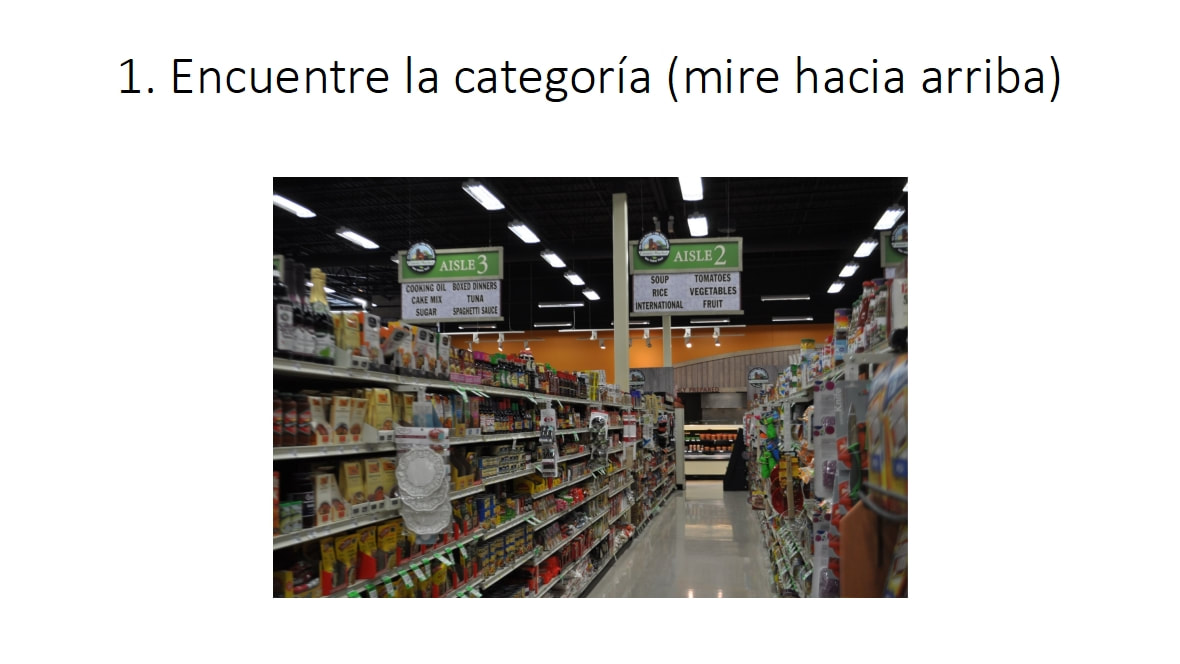 1. Encuentre la categoría (mire hacia arriba)
AISLE 3
COOKING OIL BOXED DINNERS
CAKE MIX TUNA
SUGAR SPAGHETTI SAUCE
AISLE 2
SOUP TOMATOES
RICE VEGETABLES
INTERNATIONAL FRUIT
PREPARED